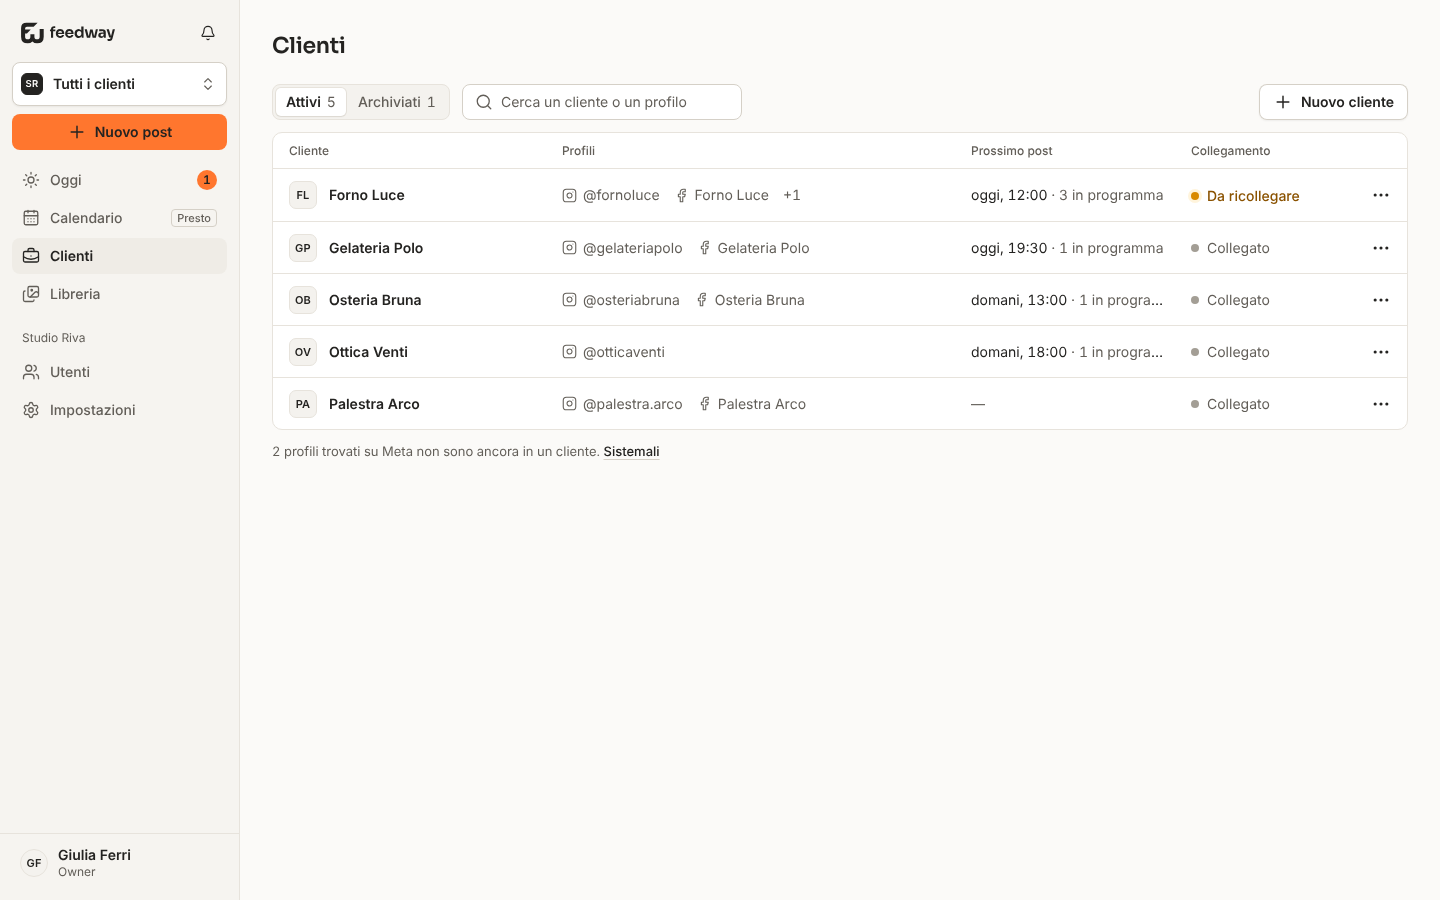 feedway
SR Tutti i clienti
Nuovo post
Oggi 1
Calendario Presto
Clienti
Libreria
Studio Riva
Utenti
Impostazioni
GF Giulia Ferri
Owner
Clienti
Attivi 5 Archiviati 1 Cerca un cliente o un profilo Nuovo cliente
Cliente Profili Prossimo post Collegamento
FL Forno Luce @fornoluce Forno Luce +1 oggi, 12:00 · 3 in programma Da ricollegare
GP Gelateria Polo @gelateriapolo Gelateria Polo oggi, 19:30 · 1 in programma Collegato
OB Osteria Bruna @osteriabruna Osteria Bruna domani, 13:00 · 1 in progra... Collegato
OV Ottica Venti @otticaventi domani, 18:00 · 1 in progra... Collegato
PA Palestra Arco @palestra.arco Palestra Arco — Collegato
2 profili trovati su Meta non sono ancora in un cliente. Sistemali